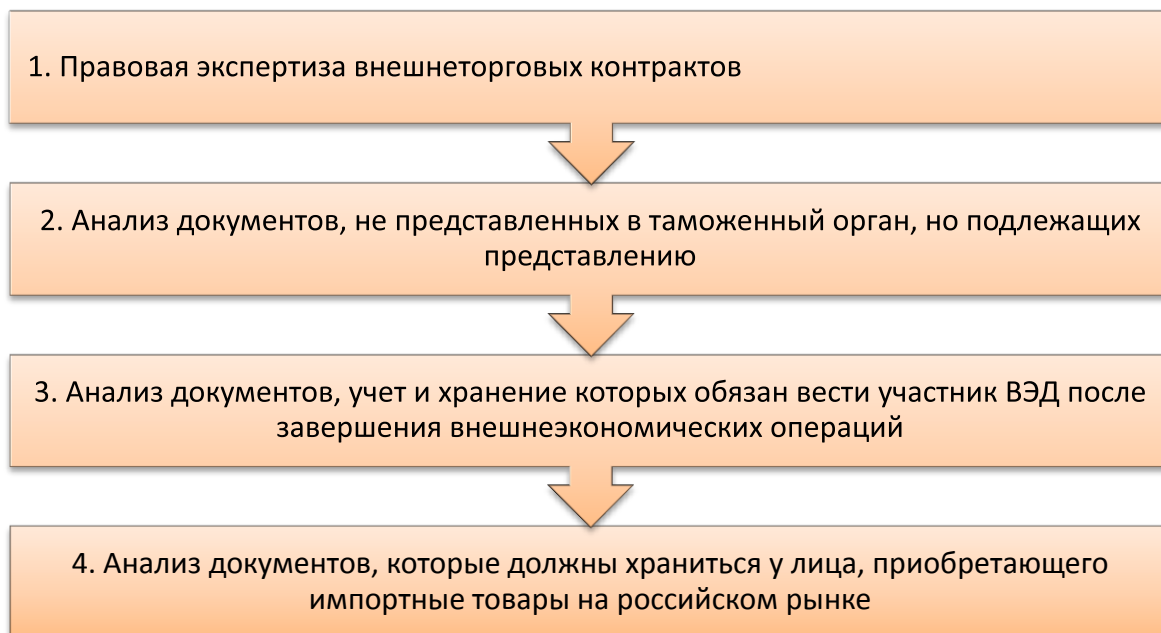 1. Правовая экспертиза внешнеторговых контрактов
2. Анализ документов, не представленных в таможенный орган, но подлежащих
представлению
3. Анализ документов, учет и хранение которых обязан вести участник ВЭД после
завершения внешнеэкономических операций
4. Анализ документов, которые должны храниться у лица, приобретающего
импортные товары на российском рынке